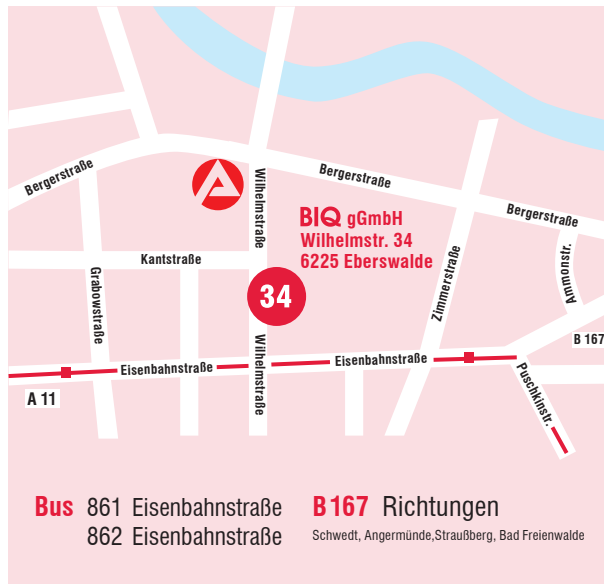 Bergerstraße
Wilhelmstraße
Bergerstraße
Bergerstraße
BIQ gGmbH
Wilhelmstr. 34
6225 Eberswalde
Kantstraße
Grabowstraße
Zimmerstraße
Ammonstr.
34
B 167
Wilhelmstraße
Eisenbahnstraße
Eisenbahnstraße
A 11
Puschkinstr.
Bus 861 Eisenbahnstraße
862 Eisenbahnstraße
B167 Richtungen
Schwedt, Angermünde,Straußberg, Bad Freienwalde